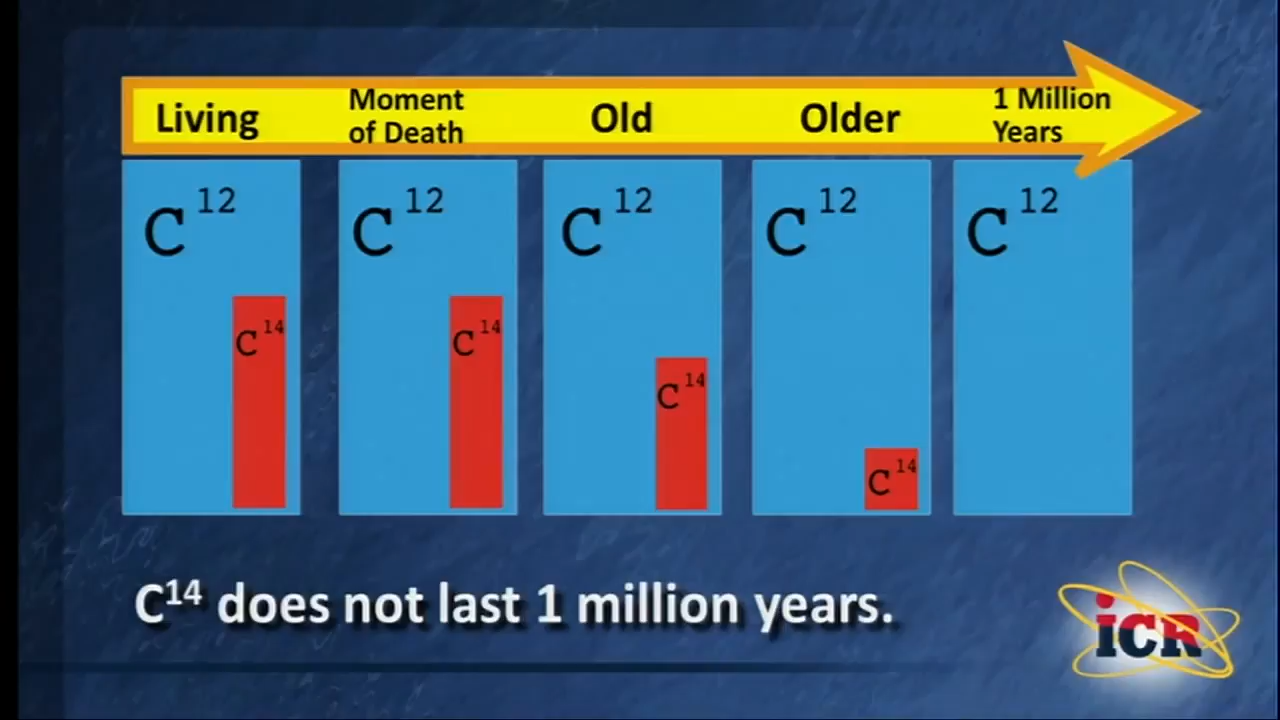 Living
Moment
of Death
Old
Older
1 Million
Years
C¹²
C¹²
C¹²
C¹²
C¹²
C¹⁴
C¹⁴
C¹⁴
C¹⁴
C¹⁴ does not last 1 million years.
iCR